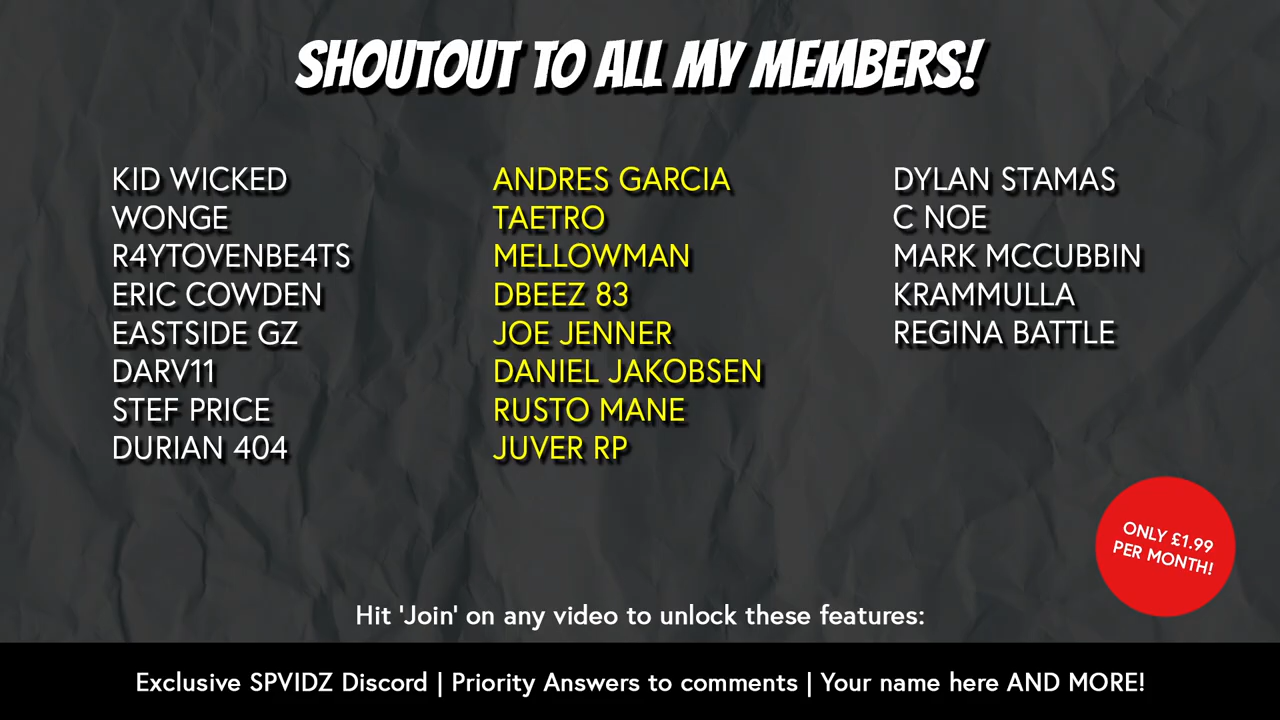 SHOUTOUT TO ALL MY MEMBERS!
KID WICKED
WONGE
R4YTOVENBE4TS
ERIC COWDEN
EASTSIDE GZ
DARV11
STEF PRICE
DURIAN 404
ANDRES GARCIA
TAETRO
MELLOWMAN
DBEEZ 83
JOE JENNER
DANIEL JAKOBSEN
RUSTO MANE
JUVER RP
DYLAN STAMAS
C NOE
MARK MCCUBBIN
KRAMMULLA
REGINA BATTLE
ONLY £1.99
PER MONTH!
Hit 'Join' on any video to unlock these features:
Exclusive SPVIDZ Discord | Priority Answers to comments | Your name here AND MORE!